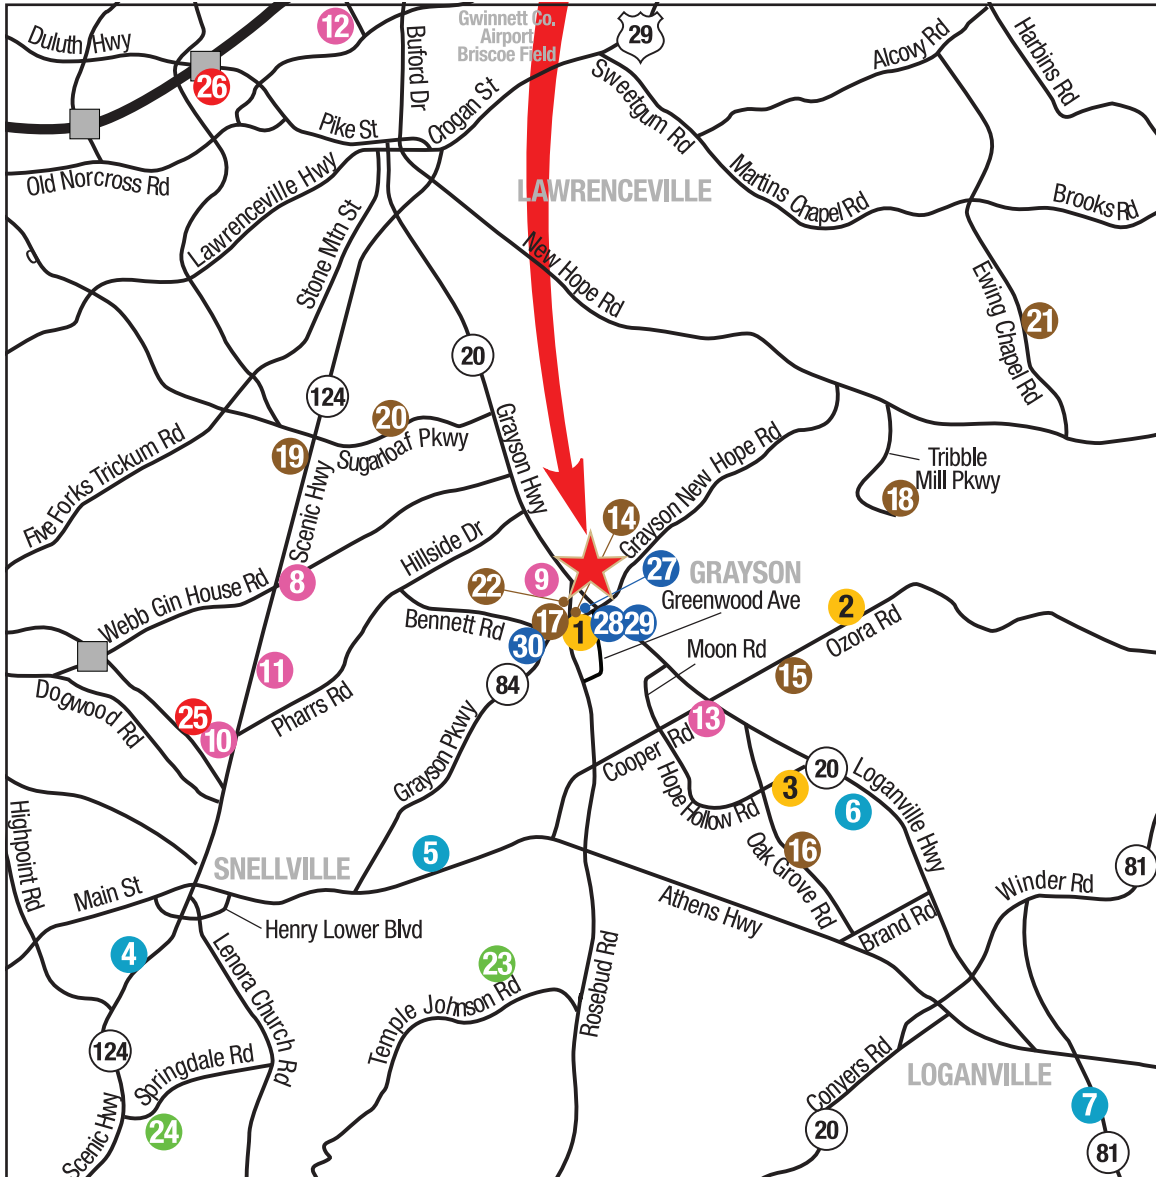 12
Gwinnett Co.
Airport
Briscoe Field
29
Duluth Hwy
Buford Dr
Alcovy Rd
Harbins Rd
26
Pike St
Crogan St
Sweetgum Rd
Old Norcross Rd
Lawrenceville Hwy
LAWRENCEVILLE
Martins Chapel Rd
Brooks Rd
Stone Mtn St
New Hope Rd
Ewing Chapel Rd
21
20
124
20
Grayson Hwy
Sugarloaf Pkwy
19
Five Forks Trickum Rd
Scenic Hwy
Grayson New Hope Rd
Tribble
Mill Pkwy
18
14
Hillside Dr
8
Webb Gin House Rd
9
22
27
GRAYSON
Greenwood Ave
2
Bennett Rd
17
1
28
29
30
Ozora Rd
Moon Rd
11
15
84
Dogwood Rd
Pharrs Rd
25
10
13
Grayson Pkwy
Cooper Rd
Hope Hollow Rd
3
20
6
Loganville Hwy
5
Oak Grove Rd
16
Highpoint Rd
SNELLVILLE
81
Winder Rd
Main St
Athens Hwy
Brand Rd
Henry Lower Blvd
4
Lenora Church Rd
23
Temple Johnson Rd
Rosebud Rd
124
Springdale Rd
Conyers Rd
LOGANVILLE
7
24
20
81
Scenic Hwy